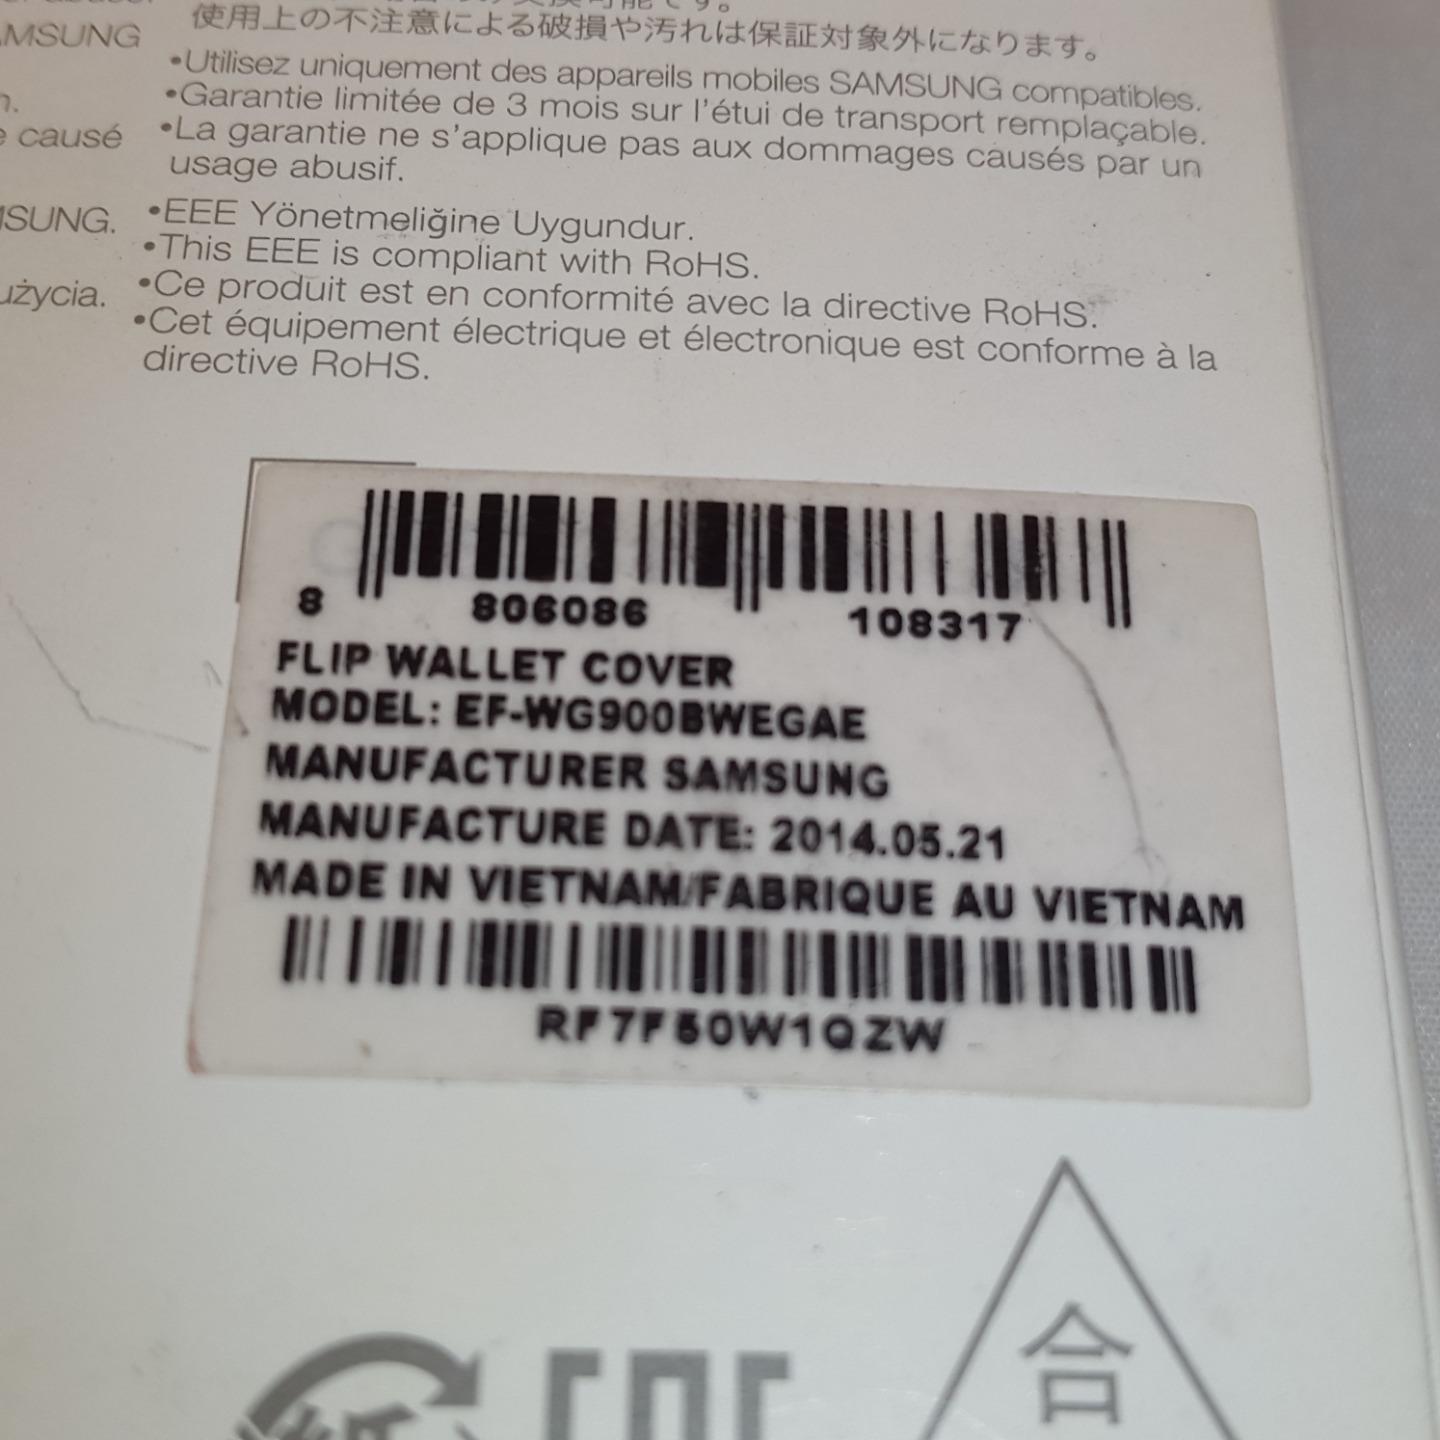 使用上の不注意による破損や汚れは保証対象外になります。
AMSUNG
•Utilisez uniquement des appareils mobiles SAMSUNG compatibles.
•Garantie limitée de 3 mois sur l'étui de transport remplaçable.
n.
e causé
•La garantie ne s'applique pas aux dommages causés par un
usage abusif.
MSUNG.
•EEE Yönetmeliğine Uygundur.
•This EEE is compliant with RoHS.
użycia.
•Ce produit est en conformité avec la directive RoHS.
•Cet équipement électrique et électronique est conforme à la
directive RoHS.
8 806086 108317
FLIP WALLET COVER
MODEL: EF-WG900BWEGAE
MANUFACTURER SAMSUNG
MANUFACTURE DATE: 2014.05.21
MADE IN VIETNAM/FABRIQUE AU VIETNAM
RF7F50W1QZW
合